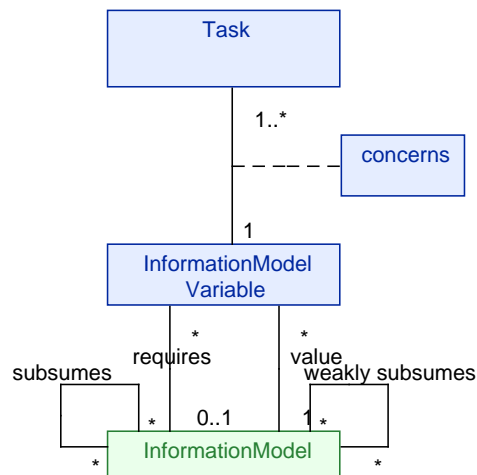 Task
1..*
concerns
1
InformationModel
Variable
* *
requires value
subsumes weakly subsumes
* 0..1 1 *
InformationModel
* *